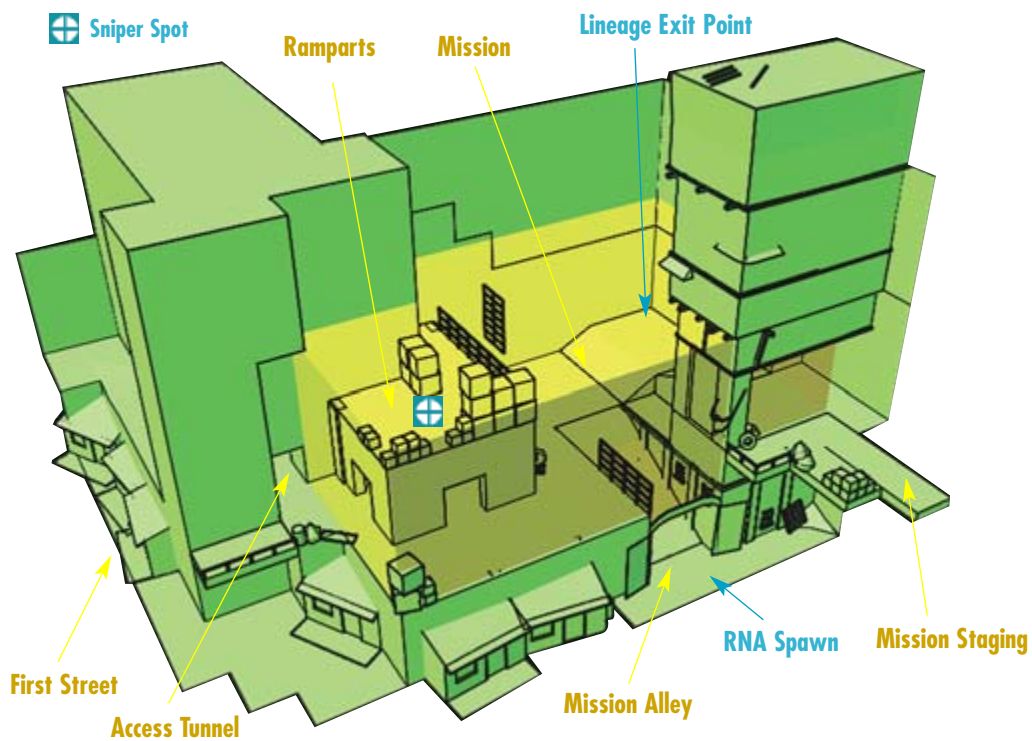 Sniper Spot
Ramparts
Mission
Lineage Exit Point
First Street
Access Tunnel
Mission Alley
RNA Spawn
Mission Staging